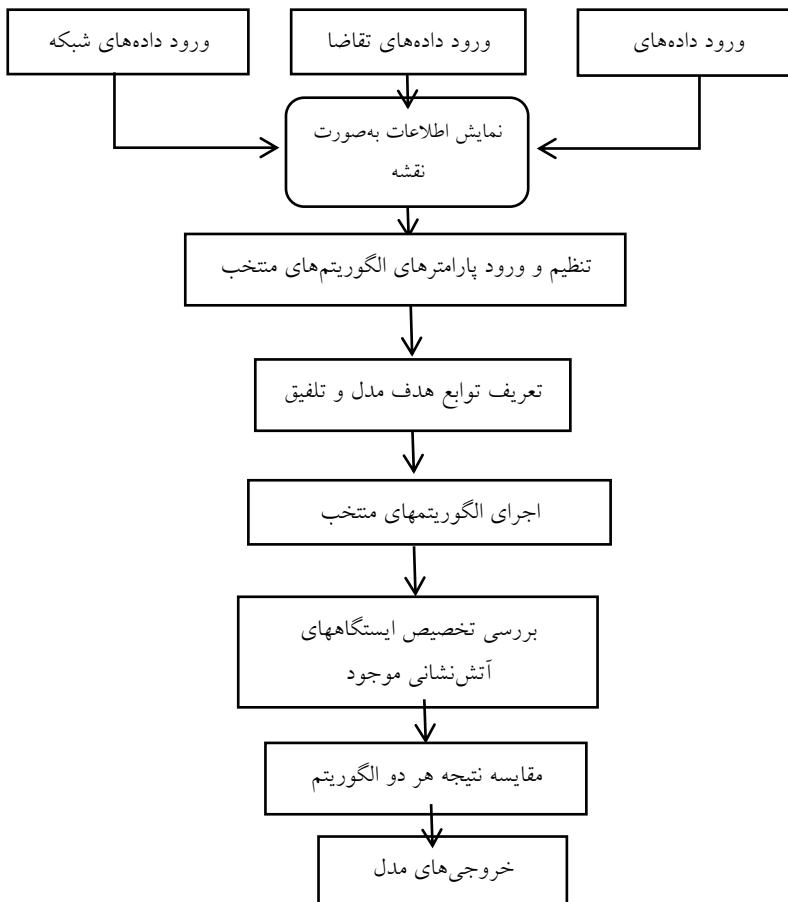 ورود داده‌های
ورود داده‌های تقاضا
ورود داده‌های شبکه
نمایش اطلاعات به‌صورت
نقشه
تنظیم و ورود پارامترهای الگوریتم‌های منتخب
تعریف توابع هدف مدل و تلفیق
اجرای الگوریتمهای منتخب
بررسی تخصیص ایستگاههای
آتش‌نشانی موجود
مقایسه نتیجه هر دو الگوریتم
خروجی‌های مدل